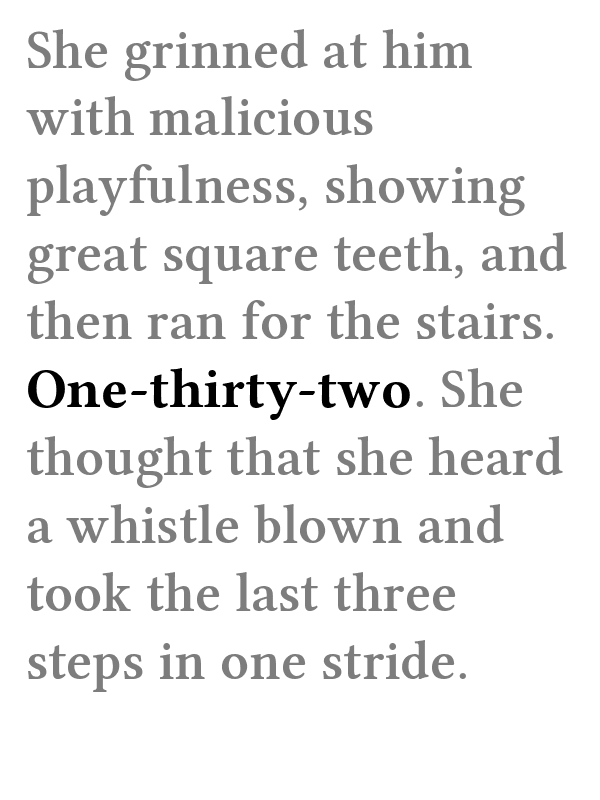 She grinned at him
with malicious
playfulness, showing
great square teeth, and
then ran for the stairs.
One-thirty-two. She
thought that she heard
a whistle blown and
took the last three
steps in one stride.